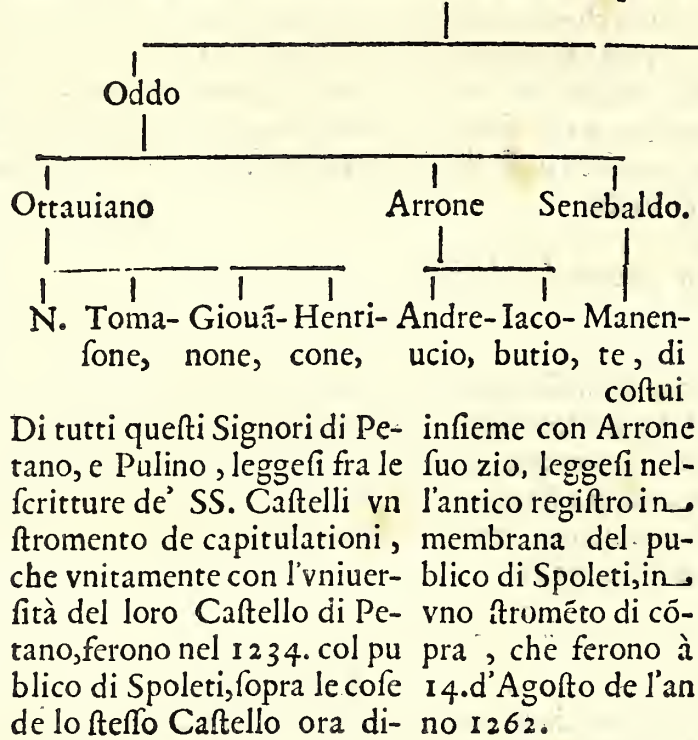 Oddo
Ottauiano Arrone Senebaldo.
N. Toma- Giouã- Henri- Andre- Iaco- Manen-
ſone, none, cone, ucio, butio, te, di
coſtui
Di tutti queſti Signori di Pe-
tano, e Pulino, leggeſi fra le
ſcritture de' SS. Caſtelli vn
ſtromento de capitulationi,
che vnitamente con l'vniuer-
ſità del loro Caſtello di Pe-
tano, ferono nel 1234. col pu
blico di Spoleti, ſopra le coſe
de lo ſteſſo Caſtello ora di-
inſieme con Arrone
ſuo zio, leggeſi nel-
l'antico regiſtro in
membrana del pu-
blico di Spoleti, in
vno ſtromẽto di cõ-
pra, che ferono à
14. d'Agoſto de l'an
no 1262.